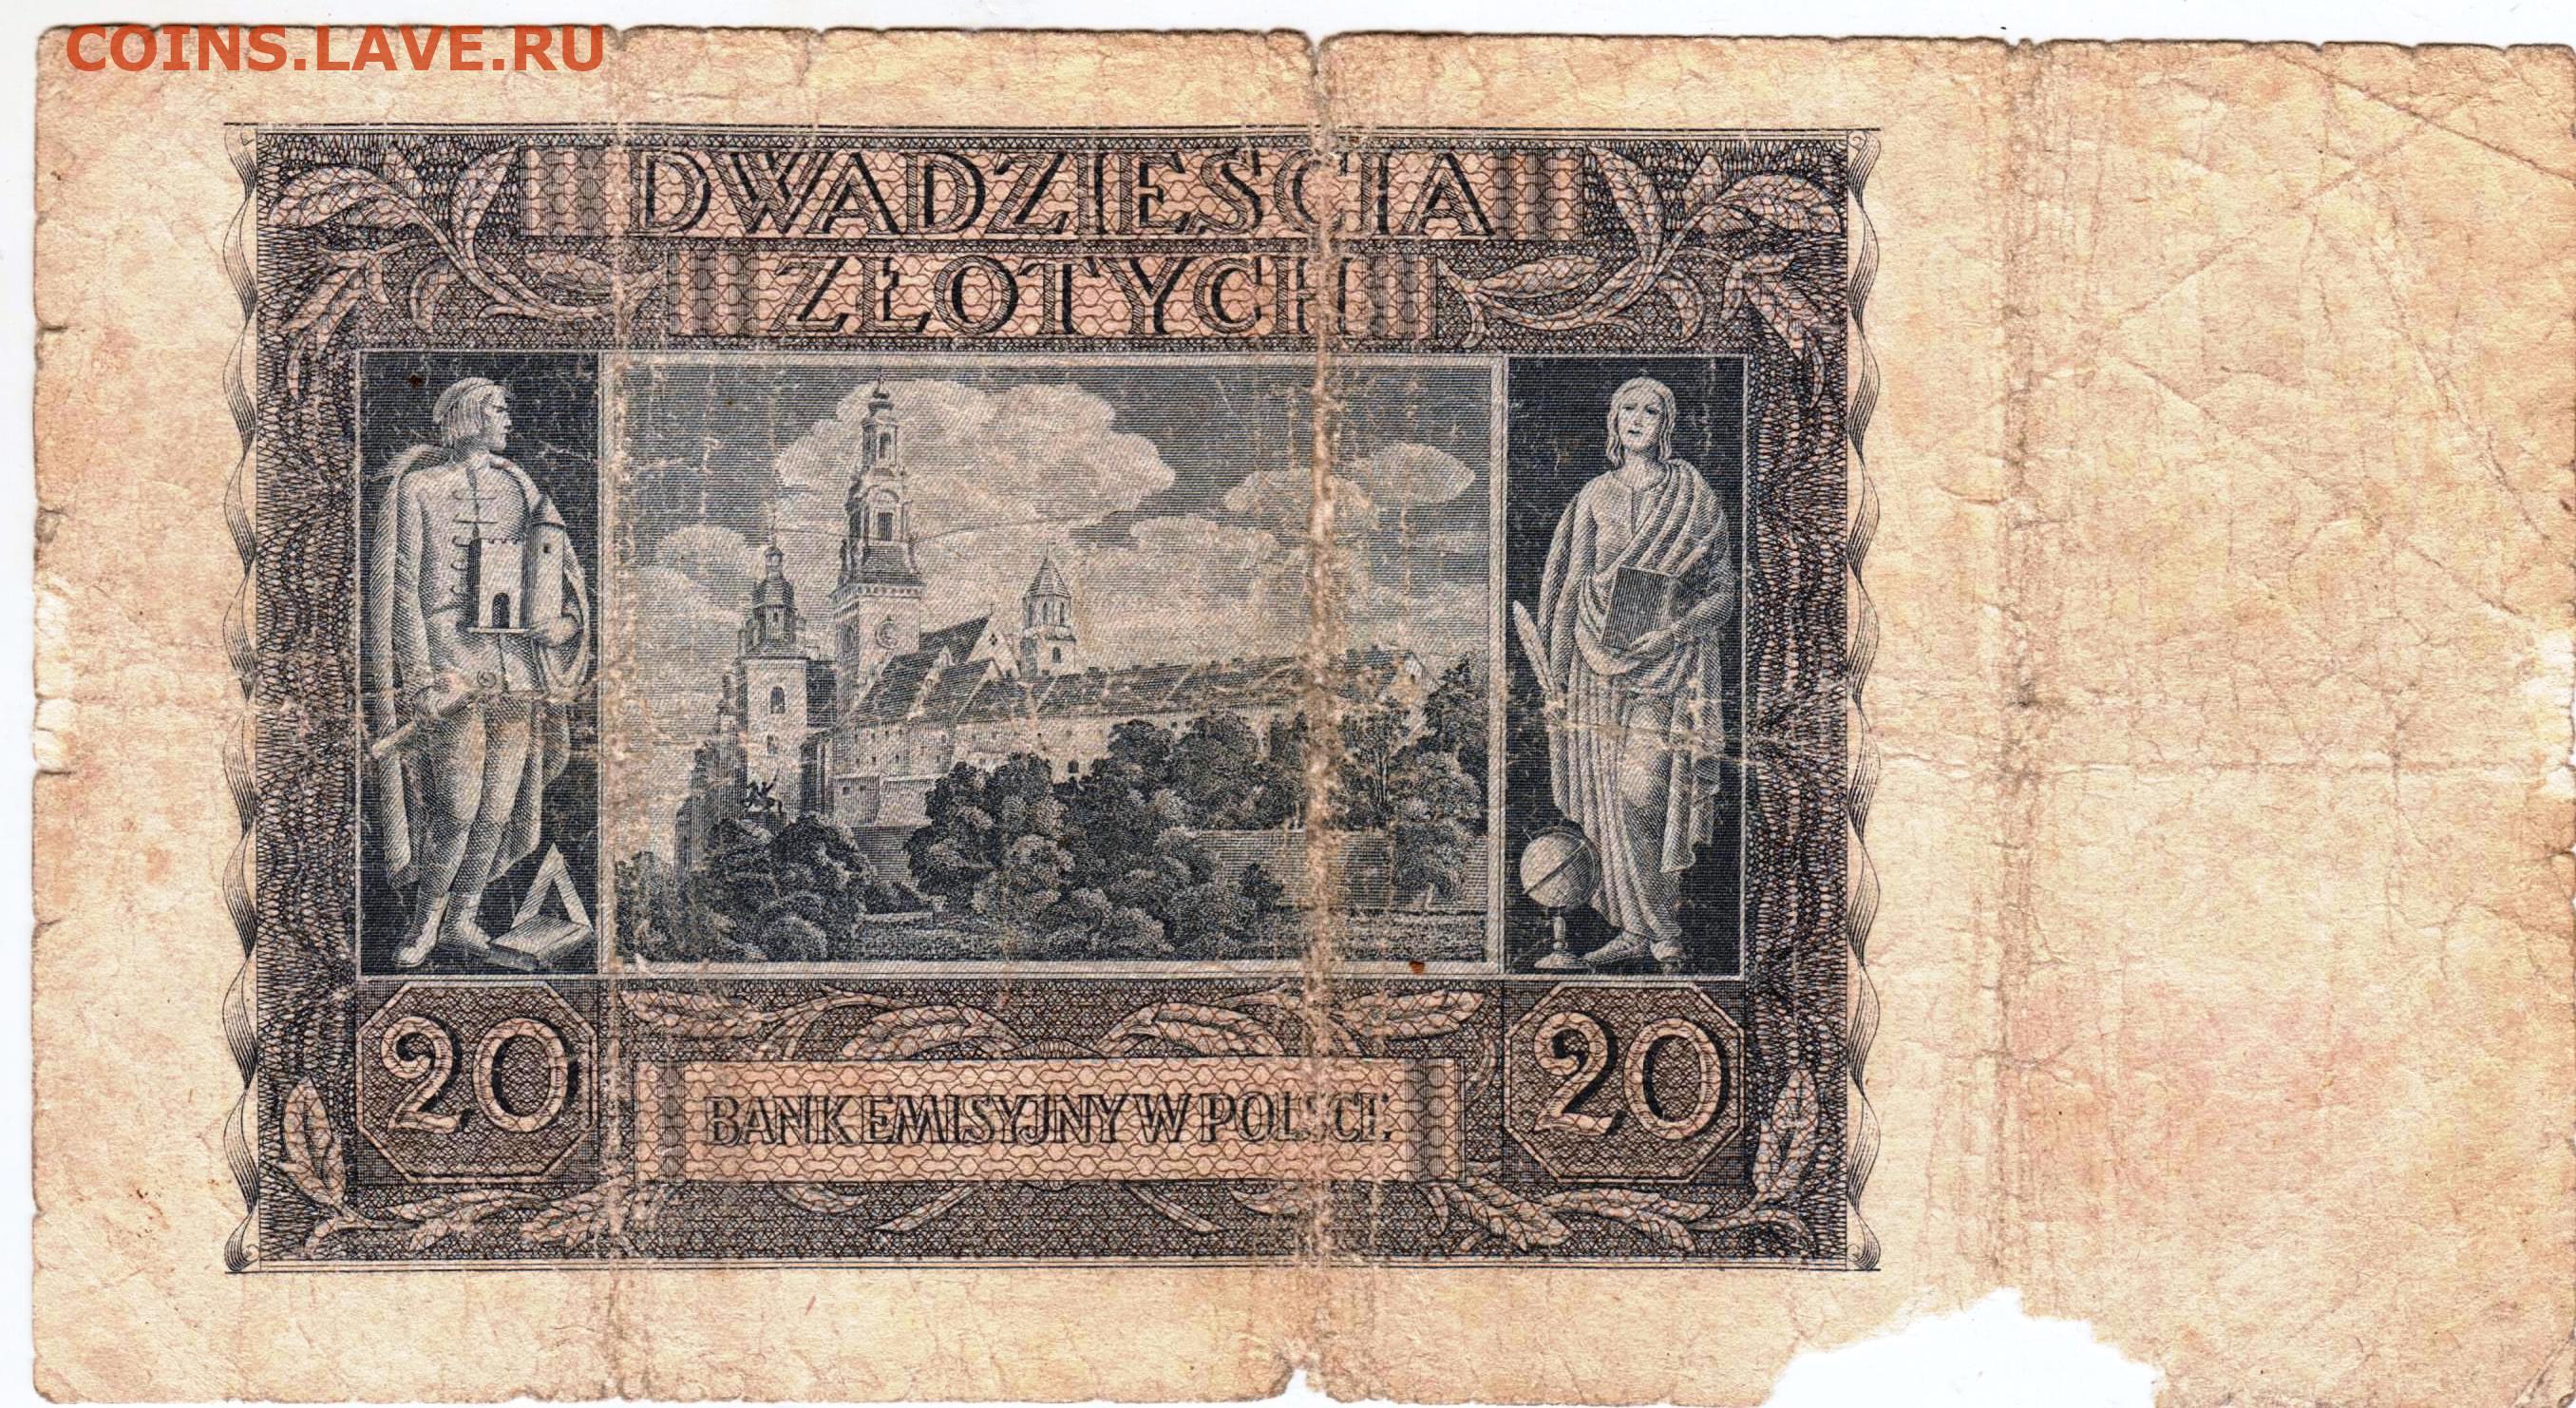 COINS.LAVE.RU
DWADZIEŚCIA
ZŁOTYCH
20
20
BANK EMISYJNY W POLSCE